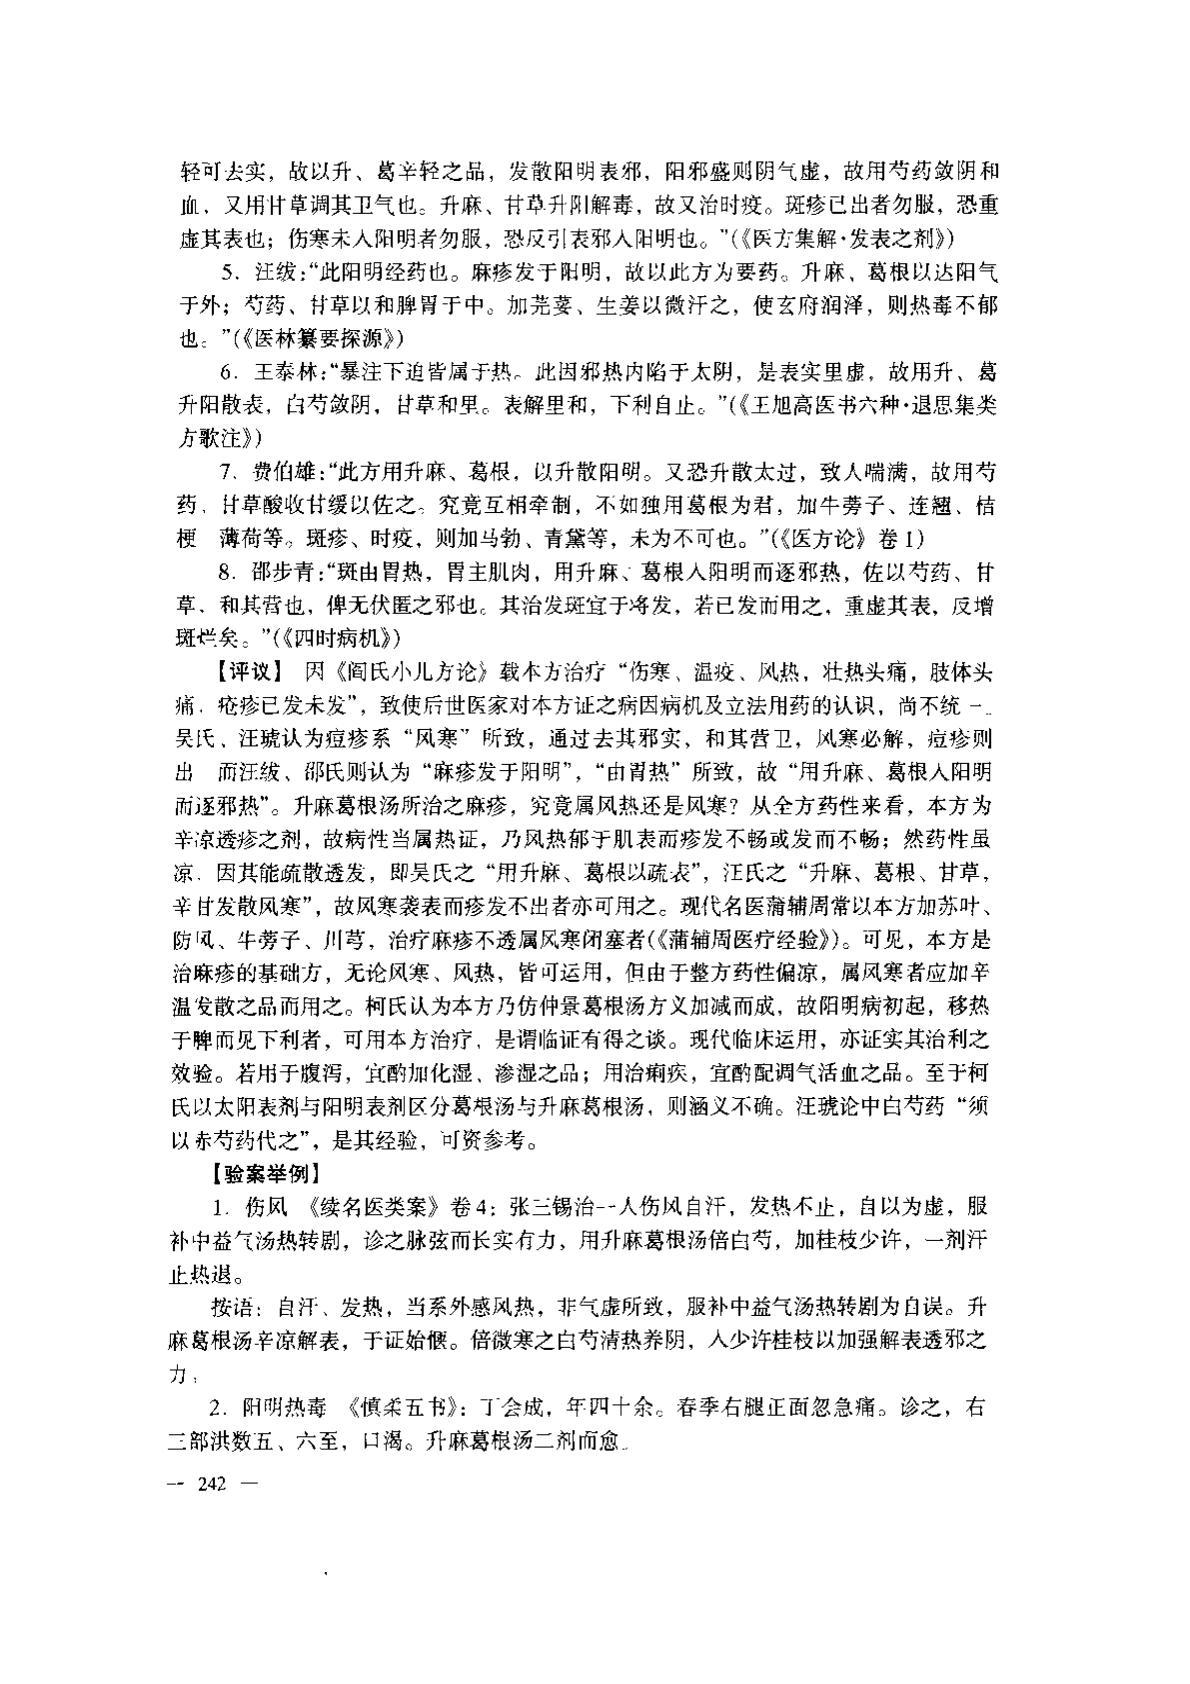 轻可去实，故以升、葛辛轻之品，发散阳明表邪，阳邪盛则阴气虚，故用芍药敛阴和
血，又用甘草调其卫气也。升麻、甘草升阳解毒，故又治时疫。斑疹已出者勿服，恐重
虚其表也；伤寒未入阳明者勿服，恐反引表邪入阳明也。”(《医方集解·发表之剂》)
5．汪绂：“此阳明经药也。麻疹发于阳明，故以此方为要药。升麻、葛根以达阳气
于外；芍药、甘草以和脾胃于中。加芫荽、生姜以微汗之，使玄府润泽，则热毒不郁
也。”(《医林纂要探源》)
6．王泰林：“暴注下迫皆属于热。此因邪热内陷于太阴，是表实里虚，故用升、葛
升阳散表，白芍敛阴，甘草和里。表解里和，下利自止。”(《王旭高医书六种·退思集类
方歌注》)
7．费伯雄：“此方用升麻、葛根，以升散阳明。又恐升散太过，致人喘满，故用芍
药、甘草酸收甘缓以佐之。究竟互相牵制，不如独用葛根为君，加牛蒡子、连翘、桔
梗　薄荷等。斑疹、时疫，则加马勃、青黛等，未为不可也。”(《医方论》卷1)
8．邵步青：“斑由胃热，胃主肌肉，用升麻、葛根入阳明而逐邪热，佐以芍药、甘
草、和其营也，俾无伏匿之邪也。其治发斑宜于将发，若已发而用之，重虚其表，反增
斑烂矣。”(《四时病机》)
【评议】　因《阎氏小儿方论》载本方治疗“伤寒、温疫、风热，壮热头痛，肢体头
痛，疮疹已发未发”，致使后世医家对本方证之病因病机及立法用药的认识，尚不统一。
吴氏、汪琥认为痘疹系“风寒”所致，通过去其邪实，和其营卫，风寒必解，痘疹则
出　而汪绂、邵氏则认为“麻疹发于阳明”，“由胃热”所致，故“用升麻、葛根入阳明
而逐邪热”。升麻葛根汤所治之麻疹，究竟属风热还是风寒？从全方药性来看，本方为
辛凉透疹之剂，故病性当属热证，乃风热郁于肌表而疹发不畅或发而不畅；然药性虽
凉，因其能疏散透发，即吴氏之“用升麻、葛根以疏表”，汪氏之“升麻、葛根、甘草，
辛甘发散风寒”，故风寒袭表而疹发不出者亦可用之。现代名医蒲辅周常以本方加苏叶、
防风、牛蒡子、川芎，治疗麻疹不透属风寒闭塞者(《蒲辅周医疗经验》)。可见，本方是
治麻疹的基础方，无论风寒、风热，皆可运用，但由于整方药性偏凉，属风寒者应加辛
温发散之品而用之。柯氏认为本方乃仿仲景葛根汤方义加减而成，故阳明病初起，移热
于脾而见下利者，可用本方治疗，是谓临证有得之谈。现代临床运用，亦证实其治利之
效验。若用于腹泻，宜酌加化湿、渗湿之品；用治痢疾，宜酌配调气活血之品。至于柯
氏以太阳表剂与阳明表剂区分葛根汤与升麻葛根汤，则涵义不确。汪琥论中白芍药“须
以赤芍药代之”，是其经验，可资参考。
【验案举例】
1．伤风　《续名医类案》卷4：张三锡治一人伤风自汗，发热不止，自以为虚，服
补中益气汤热转剧，诊之脉弦而长实有力，用升麻葛根汤倍白芍，加桂枝少许，一剂汗
止热退。
按语：自汗、发热，当系外感风热，非气虚所致，服补中益气汤热转剧为自误。升
麻葛根汤辛凉解表，于证始惬。倍微寒之白芍清热养阴，入少许桂枝以加强解表透邪之
力。
2．阳明热毒　《慎柔五书》：丁会成，年四十余。春季右腿正面忽急痛。诊之，右
三部洪数五、六至，口渴。升麻葛根汤二剂而愈。
— 242 —